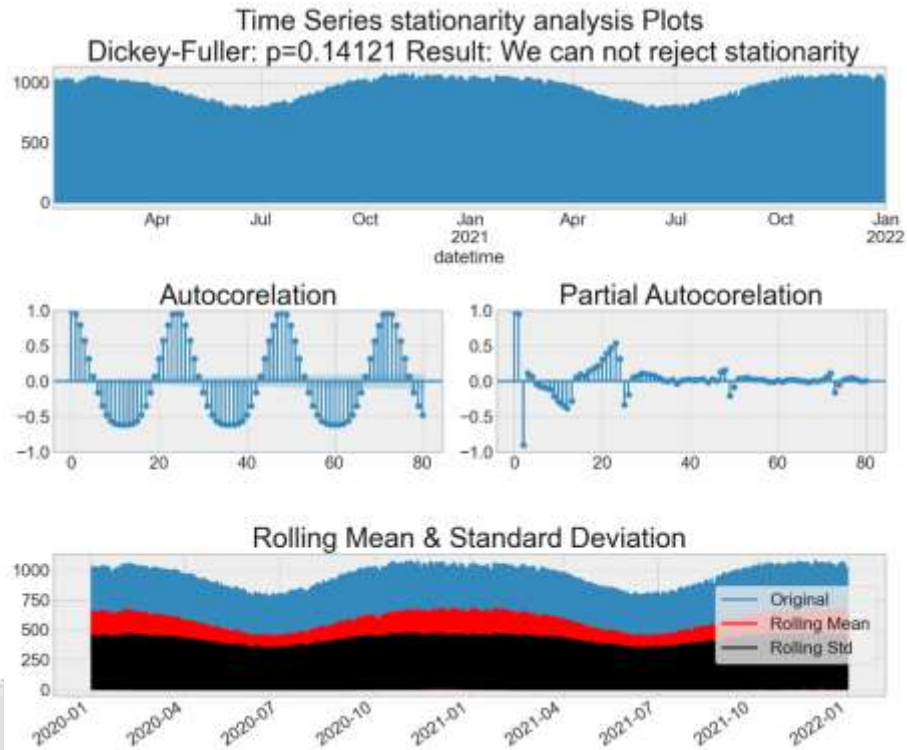 Time Series stationarity analysis Plots
Dickey-Fuller: p=0.14121 Result: We can not reject stationarity
1000
500
0
Apr
Jul
Oct
Jan
2021
Apr
Jul
Oct
Jan
2022
datetime
Autocorelation
1.0
0.5
0.0
−0.5
−1.0
0
20
40
60
80
Partial Autocorelation
1.0
0.5
0.0
−0.5
−1.0
0
20
40
60
80
Rolling Mean & Standard Deviation
1000
750
500
250
0
Original
Rolling Mean
Rolling Std
2020-01
2020-04
2020-07
2020-10
2021-01
2021-04
2021-07
2021-10
2022-01